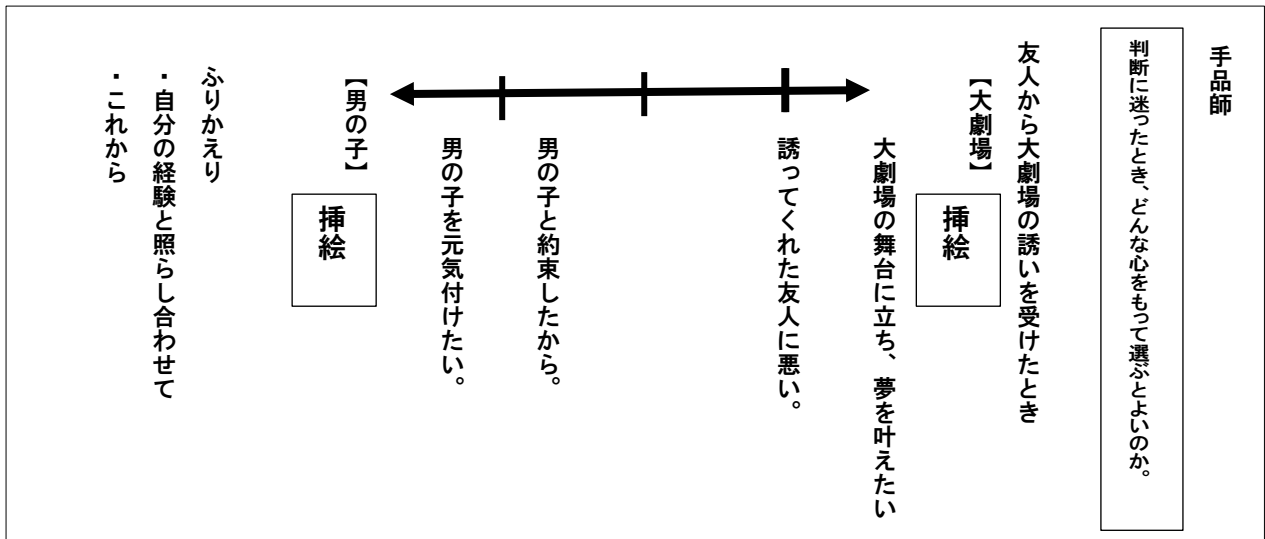 手品師
判断に迷ったとき、どんな心をもって選ぶとよいのか。
友人から大劇場の誘いを受けたとき
【大劇場】
挿絵
大劇場の舞台に立ち、夢を叶えたい
誘ってくれた友人に悪い。
男の子と約束したから。
男の子を元気付けたい。
【男の子】
挿絵
ふりかえり
・自分の経験と照らし合わせて
・これから